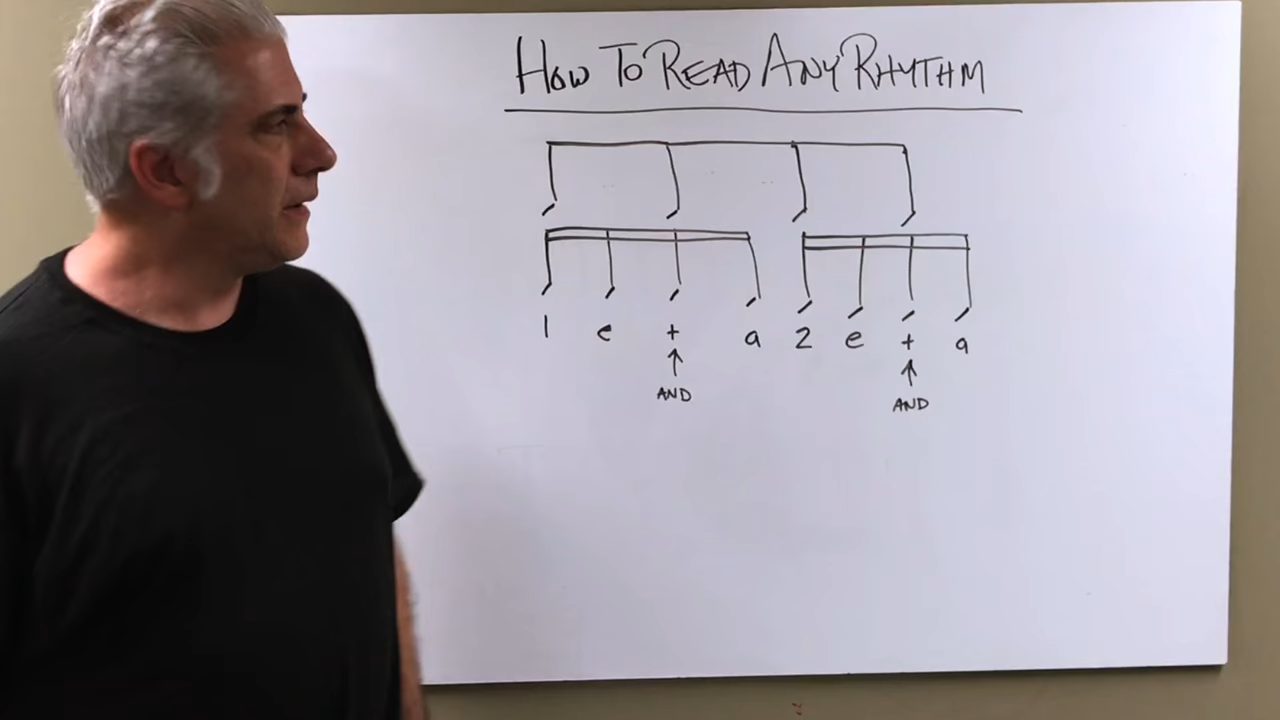 How To Read Any Rhythm
1 e + a 2 e + a
↑ ↑
AND AND